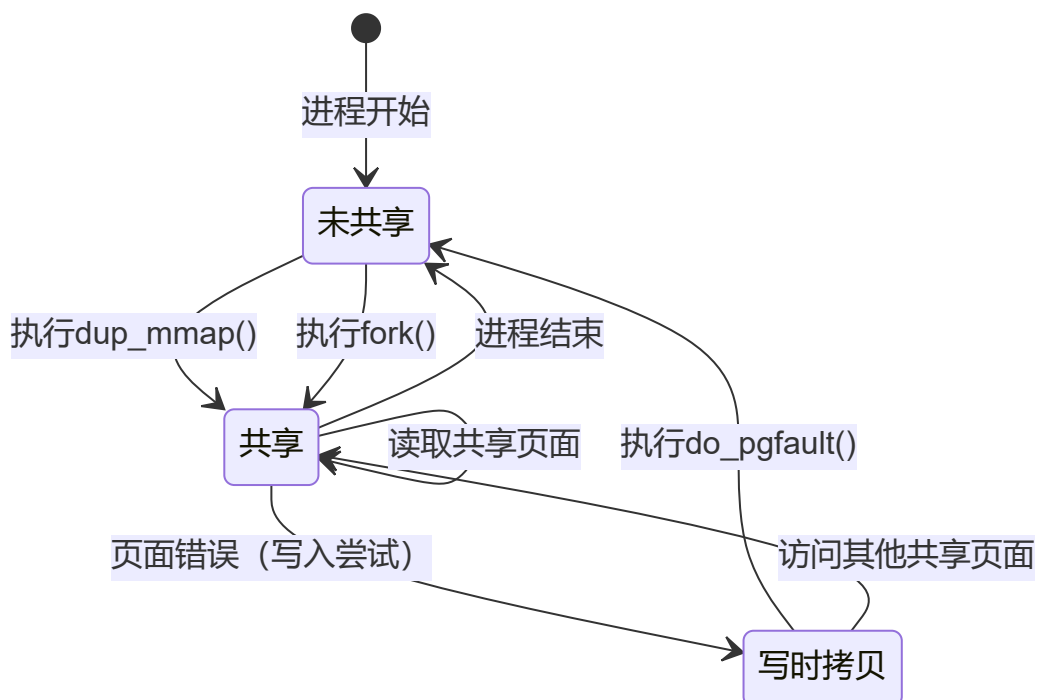 进程开始
未共享
执行dup_mmap()
执行fork()
进程结束
共享
读取共享页面
执行do_pgfault()
页面错误（写入尝试）
访问其他共享页面
写时拷贝